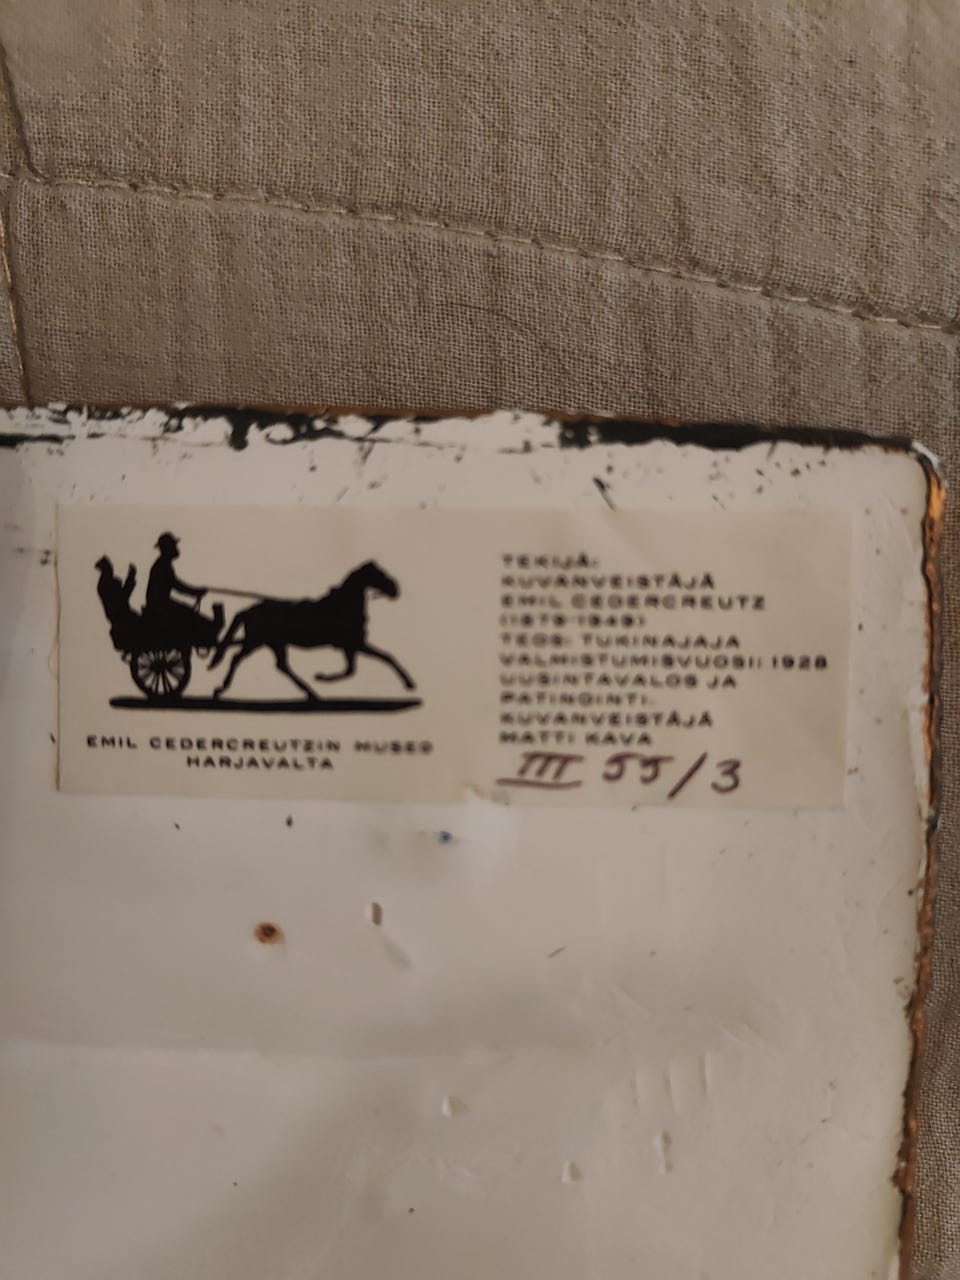 EMIL CEDERCREUTZIN MUSEO
HARJAVALTA
TEKIJÄ:
KUVANVEISTÄJÄ
EMIL CEDERCREUTZ
(1879-1949)
TEOS: TUKINAJAJA
VALMISTUMISVUOSI: 1928
UUSINTAVALOS JA
PATINOINTI:
KUVANVEISTÄJÄ
MATTI KAVA
III 55/3